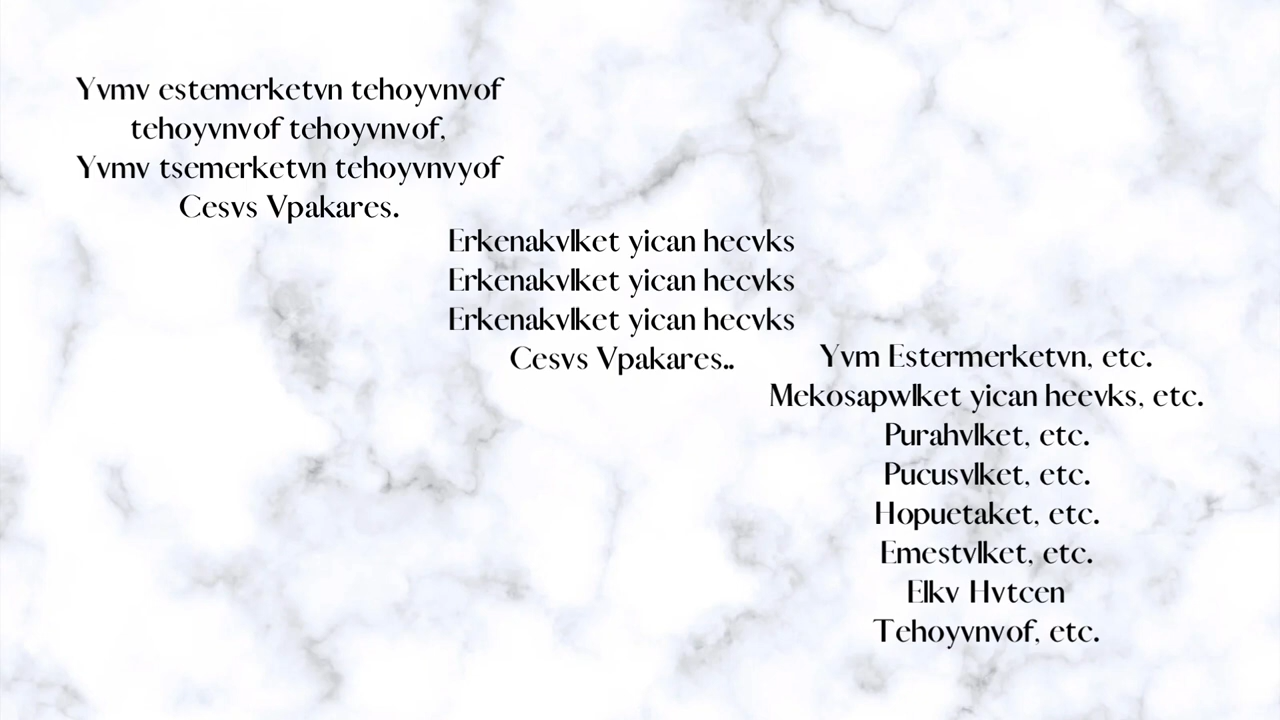 Yvmv estemerketvn tehoyvnvof
tehoyvnvof tehoyvnvof,
Yvmv tsemerketvn tehoyvnvyof
Cesvs Vpakares.
Erkenakvlket yican hecvks
Erkenakvlket yican hecvks
Erkenakvlket yican hecvks
Cesvs Vpakares..
Yvm Estermerketvn, etc.
Mekosapwlket yican heevks, etc.
Purahvlket, etc.
Pucusvlket, etc.
Hopuetaket, etc.
Emestvlket, etc.
Elkv Hvtcen
Tehoyvnvof, etc.